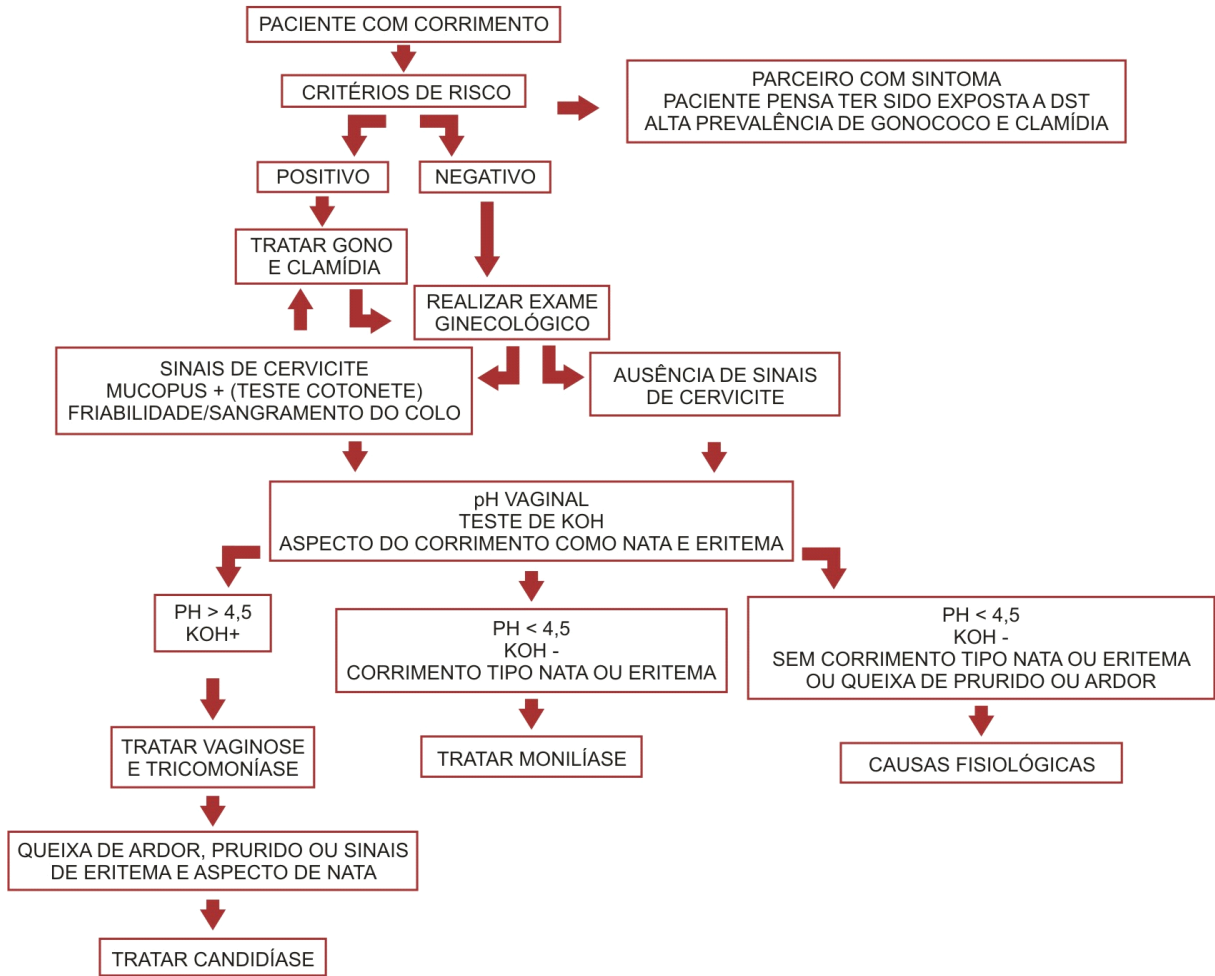 PACIENTE COM CORRIMENTO
CRITÉRIOS DE RISCO
PARCEIRO COM SINTOMA
PACIENTE PENSA TER SIDO EXPOSTA A DST
ALTA PREVALÊNCIA DE GONOCOCO E CLAMÍDIA
POSITIVO
NEGATIVO
TRATAR GONO
E CLAMÍDIA
REALIZAR EXAME
GINECOLÓGICO
SINAIS DE CERVICITE
MUCOPUS + (TESTE COTONETE)
FRIABILIDADE/SANGRAMENTO DO COLO
AUSÊNCIA DE SINAIS
DE CERVICITE
pH VAGINAL
TESTE DE KOH
ASPECTO DO CORRIMENTO COMO NATA E ERITEMA
PH > 4,5
KOH+
PH < 4,5
KOH -
CORRIMENTO TIPO NATA OU ERITEMA
PH < 4,5
KOH -
SEM CORRIMENTO TIPO NATA OU ERITEMA
OU QUEIXA DE PRURIDO OU ARDOR
TRATAR VAGINOSE
E TRICOMONÍASE
TRATAR MONILÍASE
CAUSAS FISIOLÓGICAS
QUEIXA DE ARDOR, PRURIDO OU SINAIS
DE ERITEMA E ASPECTO DE NATA
TRATAR CANDIDÍASE